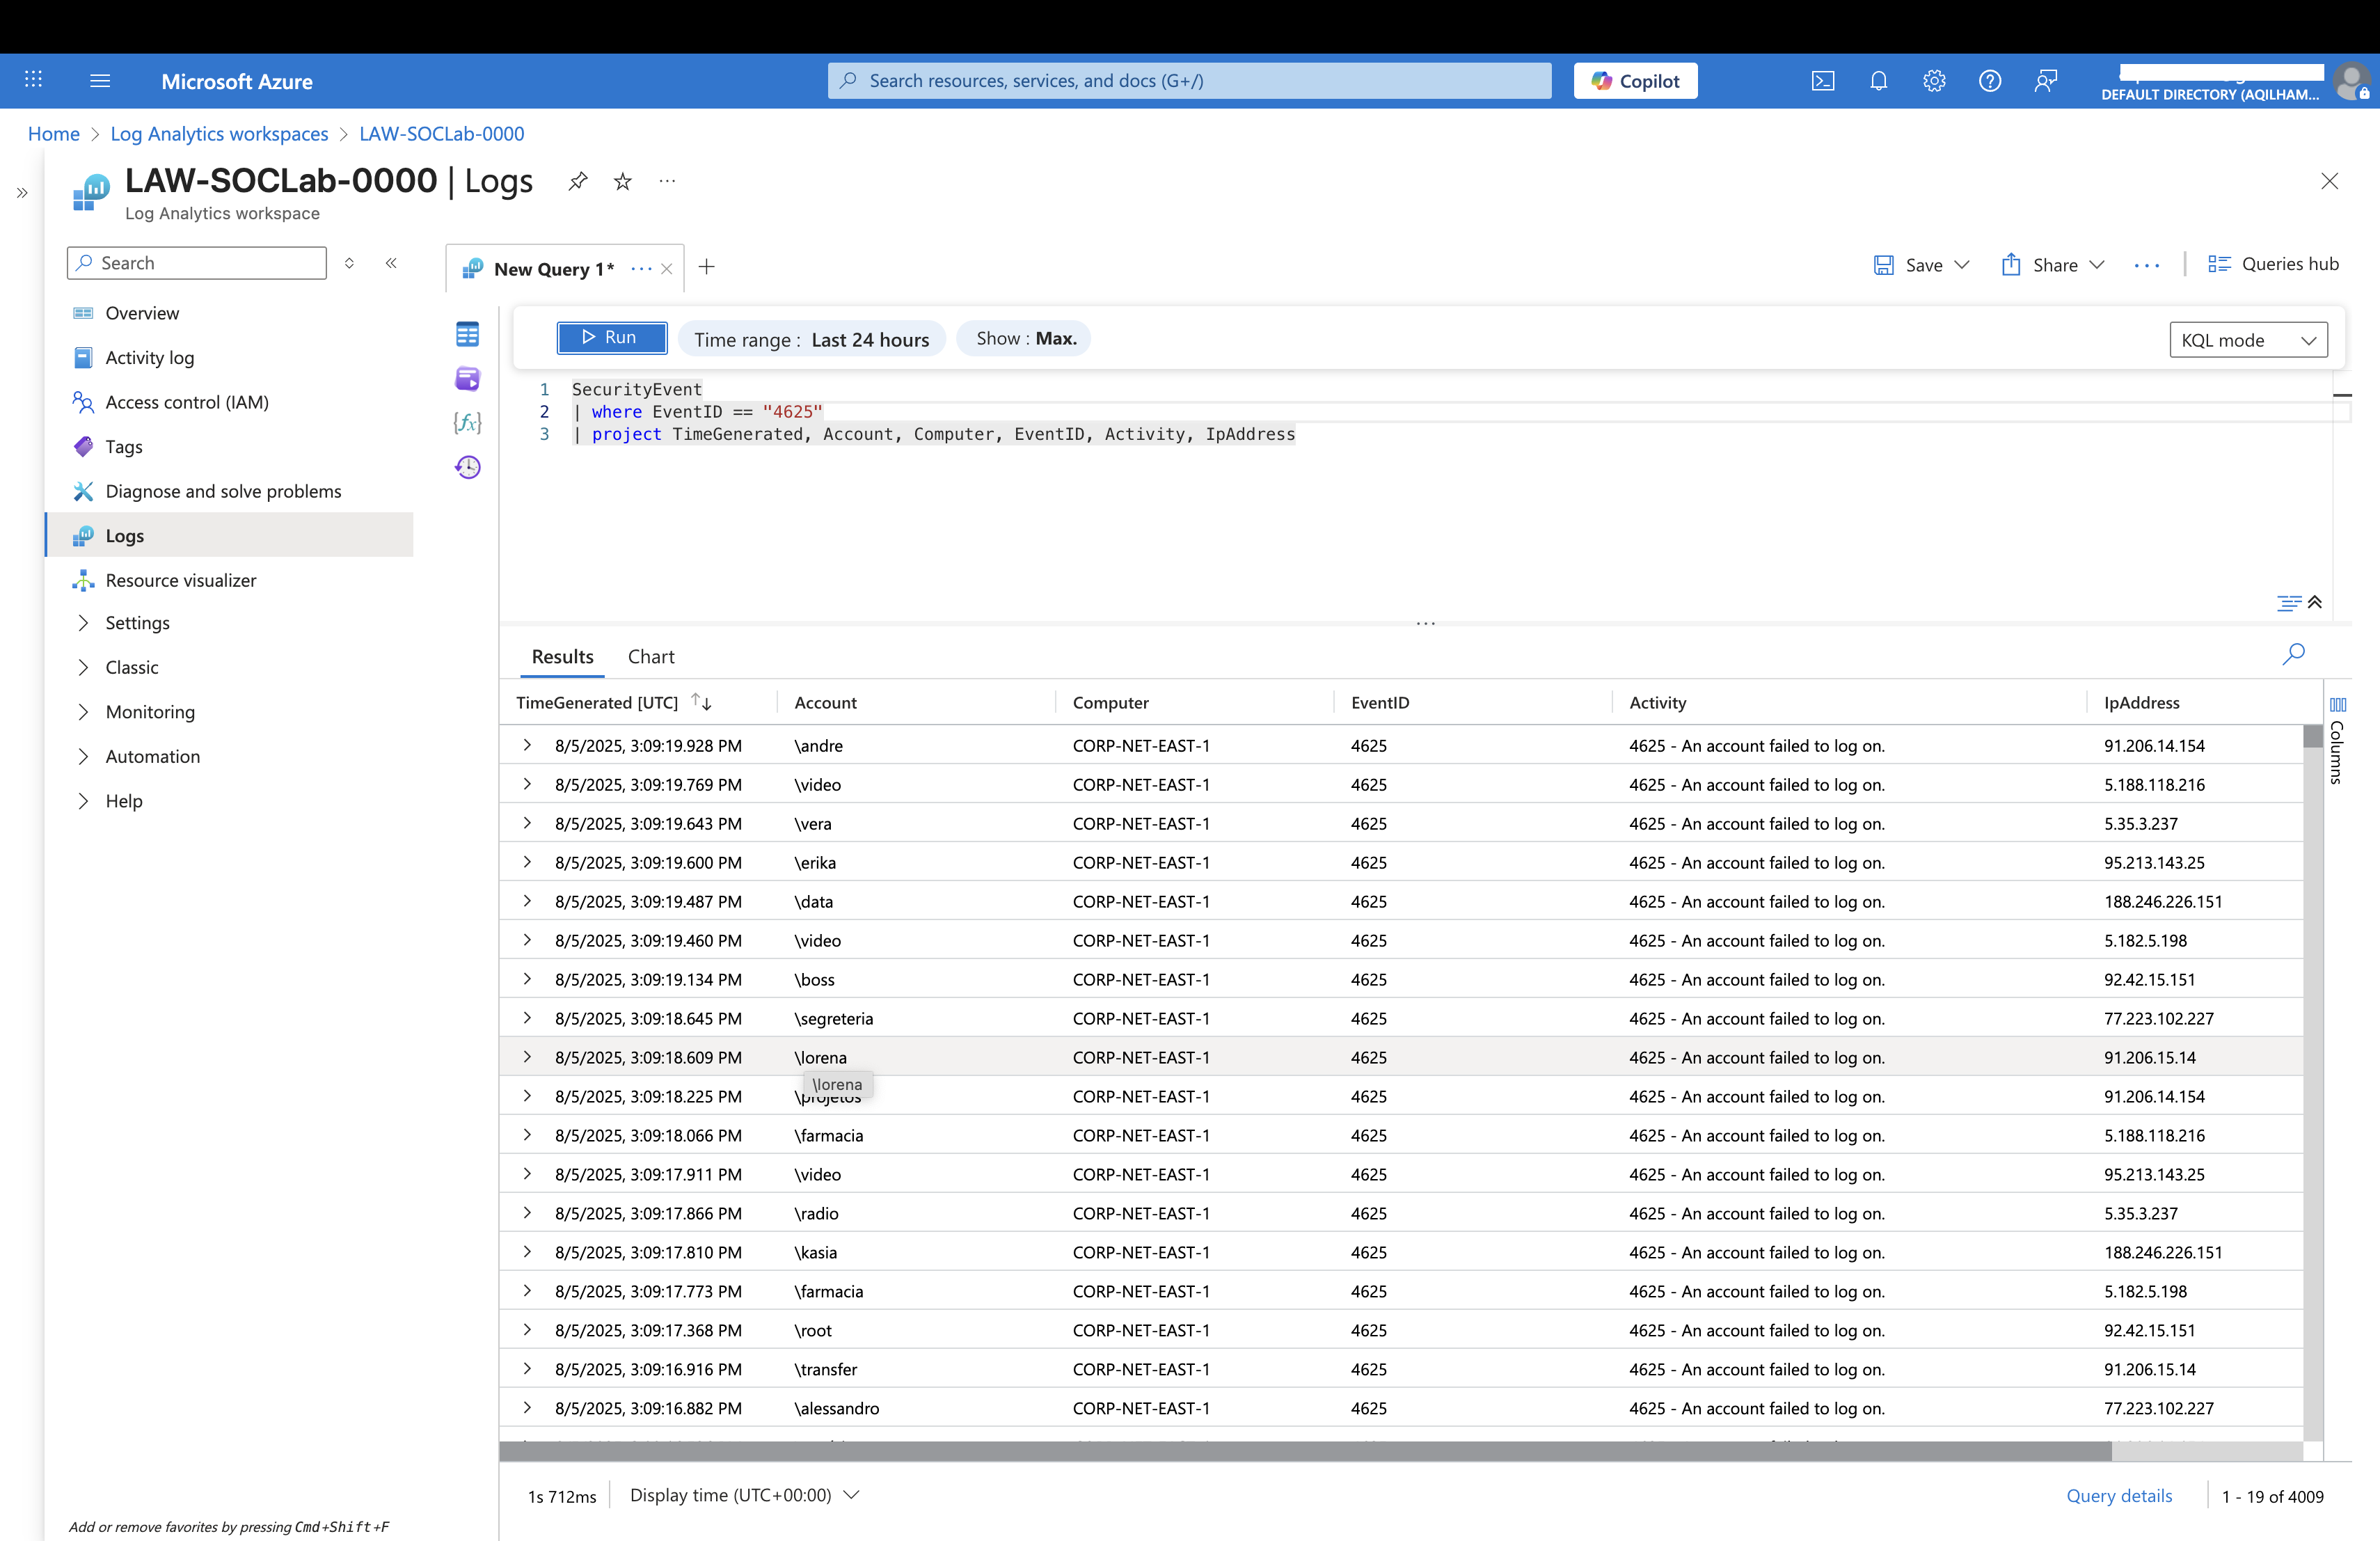 Microsoft Azure
Search resources, services, and docs (G+/)
Copilot
DEFAULT DIRECTORY (AQILHAM...
Home > Log Analytics workspaces > LAW-SOCLab-0000
LAW-SOCLab-0000 | Logs
Log Analytics workspace
Search
Overview
Activity log
Access control (IAM)
Tags
Diagnose and solve problems
Logs
Resource visualizer
Settings
Classic
Monitoring
Automation
Help
Add or remove favorites by pressing Cmd+Shift+F
New Query 1*
Save
Share
Queries hub
Run
Time range : Last 24 hours
Show : Max.
KQL mode
1 SecurityEvent
2 | where EventID == "4625"
3 | project TimeGenerated, Account, Computer, EventID, Activity, IpAddress
Results Chart
TimeGenerated [UTC] Account Computer EventID Activity IpAddress
8/5/2025, 3:09:19.928 PM \andre CORP-NET-EAST-1 4625 4625 - An account failed to log on. 91.206.14.154
8/5/2025, 3:09:19.769 PM \video CORP-NET-EAST-1 4625 4625 - An account failed to log on. 5.188.118.216
8/5/2025, 3:09:19.643 PM \vera CORP-NET-EAST-1 4625 4625 - An account failed to log on. 5.35.3.237
8/5/2025, 3:09:19.600 PM \erika CORP-NET-EAST-1 4625 4625 - An account failed to log on. 95.213.143.25
8/5/2025, 3:09:19.487 PM \data CORP-NET-EAST-1 4625 4625 - An account failed to log on. 188.246.226.151
8/5/2025, 3:09:19.460 PM \video CORP-NET-EAST-1 4625 4625 - An account failed to log on. 5.182.5.198
8/5/2025, 3:09:19.134 PM \boss CORP-NET-EAST-1 4625 4625 - An account failed to log on. 92.42.15.151
8/5/2025, 3:09:18.645 PM \segreteria CORP-NET-EAST-1 4625 4625 - An account failed to log on. 77.223.102.227
8/5/2025, 3:09:18.609 PM \lorena CORP-NET-EAST-1 4625 4625 - An account failed to log on. 91.206.15.14
\lorena
8/5/2025, 3:09:18.225 PM \projetos CORP-NET-EAST-1 4625 4625 - An account failed to log on. 91.206.14.154
8/5/2025, 3:09:18.066 PM \farmacia CORP-NET-EAST-1 4625 4625 - An account failed to log on. 5.188.118.216
8/5/2025, 3:09:17.911 PM \video CORP-NET-EAST-1 4625 4625 - An account failed to log on. 95.213.143.25
8/5/2025, 3:09:17.866 PM \radio CORP-NET-EAST-1 4625 4625 - An account failed to log on. 5.35.3.237
8/5/2025, 3:09:17.810 PM \kasia CORP-NET-EAST-1 4625 4625 - An account failed to log on. 188.246.226.151
8/5/2025, 3:09:17.773 PM \farmacia CORP-NET-EAST-1 4625 4625 - An account failed to log on. 5.182.5.198
8/5/2025, 3:09:17.368 PM \root CORP-NET-EAST-1 4625 4625 - An account failed to log on. 92.42.15.151
8/5/2025, 3:09:16.916 PM \transfer CORP-NET-EAST-1 4625 4625 - An account failed to log on. 91.206.15.14
8/5/2025, 3:09:16.882 PM \alessandro CORP-NET-EAST-1 4625 4625 - An account failed to log on. 77.223.102.227
Columns
1s 712ms
Display time (UTC+00:00)
Query details
1 - 19 of 4009